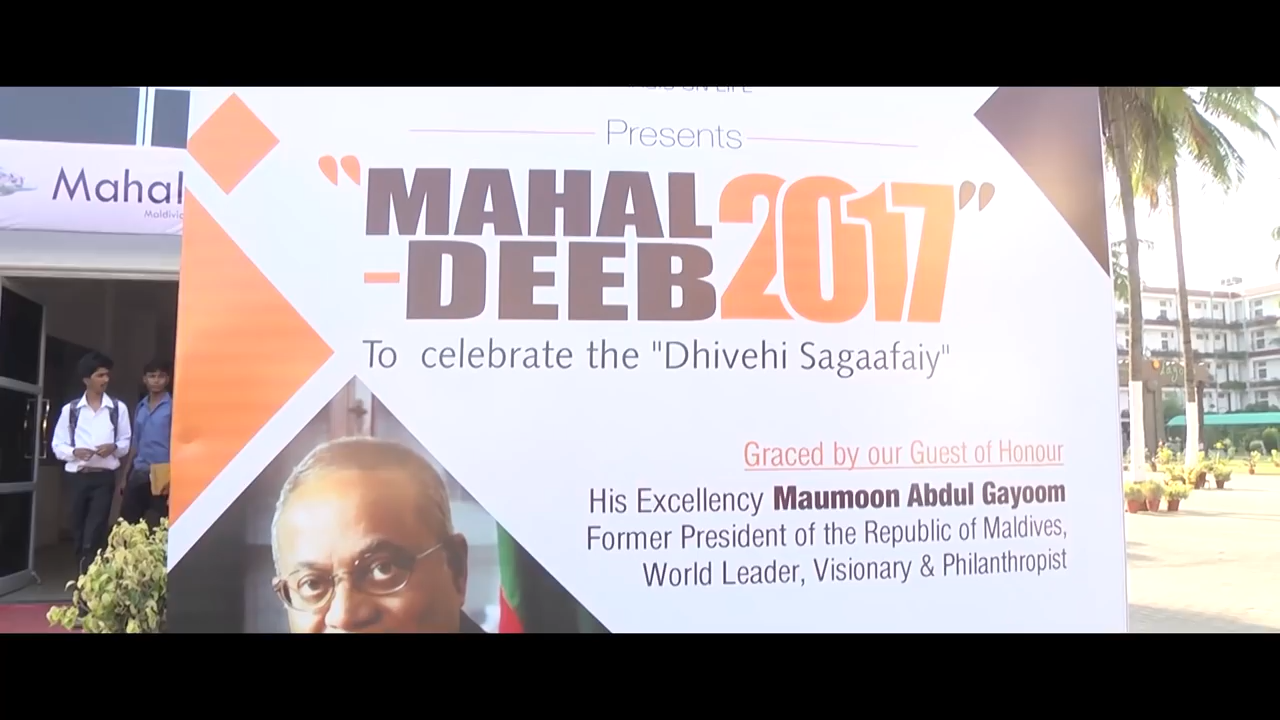 Presents
"MAHAL
-DEEB 2017"
To celebrate the "Dhivehi Sagaafaiy"
Graced by our Guest of Honour
His Excellency Maumoon Abdul Gayoom
Former President of the Republic of Maldives,
World Leader, Visionary & Philanthropist
Mahal